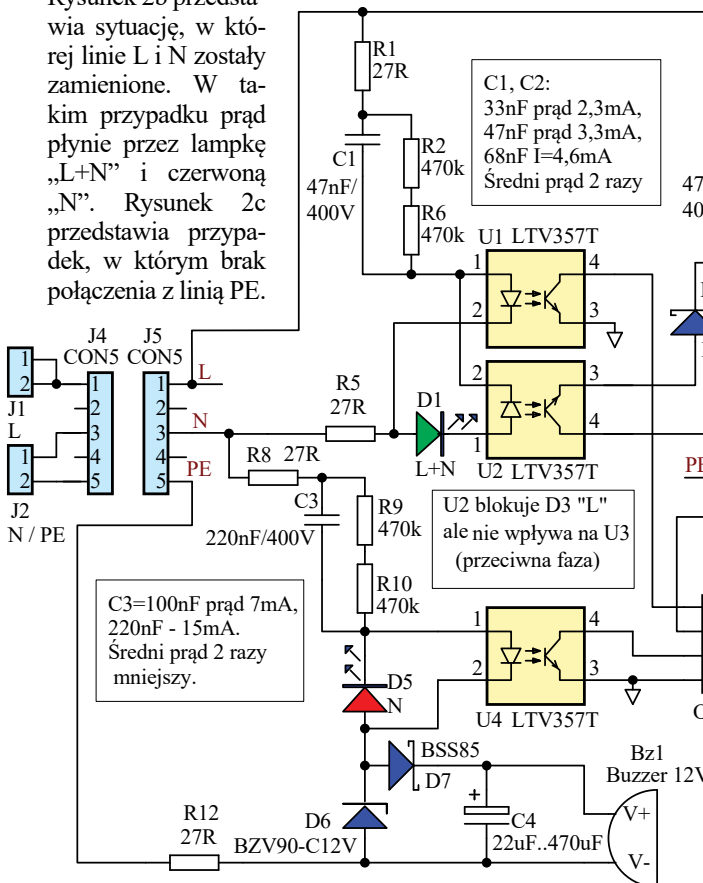 Rysunek 2b przedsta-
wia sytuację, w któ-
rej linie L i N zostały
zamienione. W ta-
kim przypadku prąd
płynie przez lampkę
„L+N” i czerwoną
„N”. Rysunek 2c
przedstawia przypa-
dek, w którym brak
połączenia z linią PE.
R1
27R
C1, C2:
33nF prąd 2,3mA,
47nF prąd 3,3mA,
68nF I=4,6mA
Średni prąd 2 razy
C1
47nF/
400V
R2
470k
R6
470k
47
40
U1 LTV357T
1
2
4
3
J4
CON5
J5
CON5
1
2
J1
L
1
2
J2
N / PE
1
2
3
4
5
1
2
3
4
5
L
N
PE
R5
27R
D1
L+N
2
1
3
4
U2 LTV357T
PE
R8 27R
C3
220nF/400V
R9
470k
R10
470k
U2 blokuje D3 "L"
ale nie wpływa na U3
(przeciwna faza)
C3=100nF prąd 7mA,
220nF - 15mA.
Średni prąd 2 razy
mniejszy.
1
2
4
3
U4 LTV357T
D5
N
BSS85
D7
Bz1
Buzzer 12V
V+
V-
+
C4
22uF..470uF
D6
BZV90-C12V
R12
27R